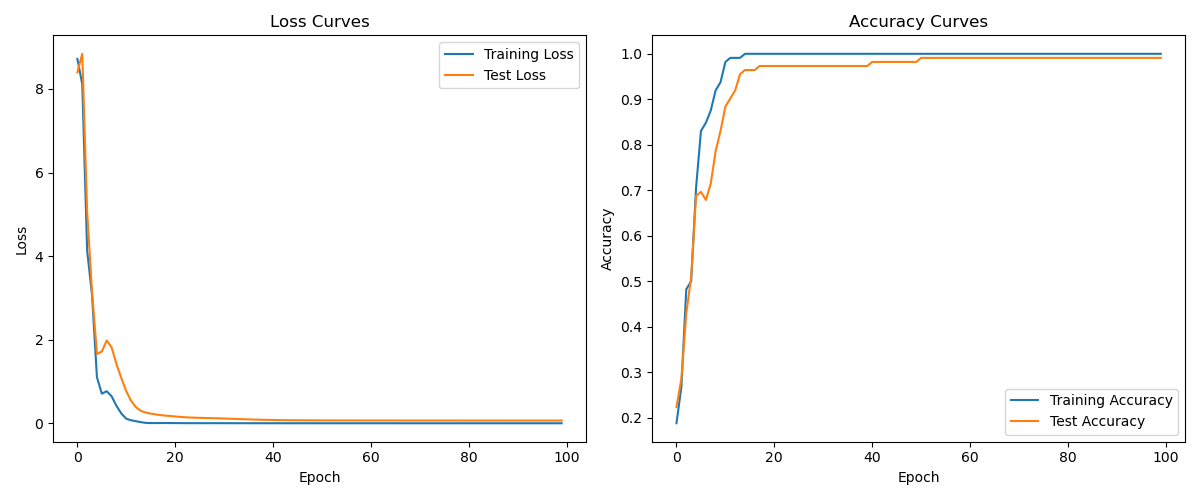 Loss Curves
Loss
8
6
4
2
0
0 20 40 60 80 100
Epoch
Training Loss
Test Loss
Accuracy Curves
Accuracy
1.0
0.9
0.8
0.7
0.6
0.5
0.4
0.3
0.2
0 20 40 60 80 100
Epoch
Training Accuracy
Test Accuracy